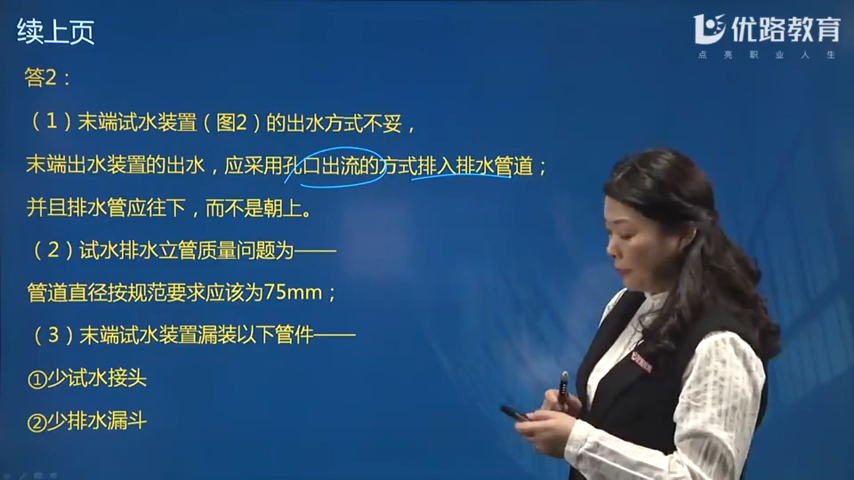 续上页
优路教育
点亮职业人生
答2：
（1）末端试水装置（图2）的出水方式不妥，
末端出水装置的出水，应采用孔口出流的方式排入排水管道；
并且排水管应往下，而不是朝上。
（2）试水排水立管质量问题为——
管道直径按规范要求应该为75mm；
（3）末端试水装置漏装以下管件——
①少试水接头
②少排水漏斗